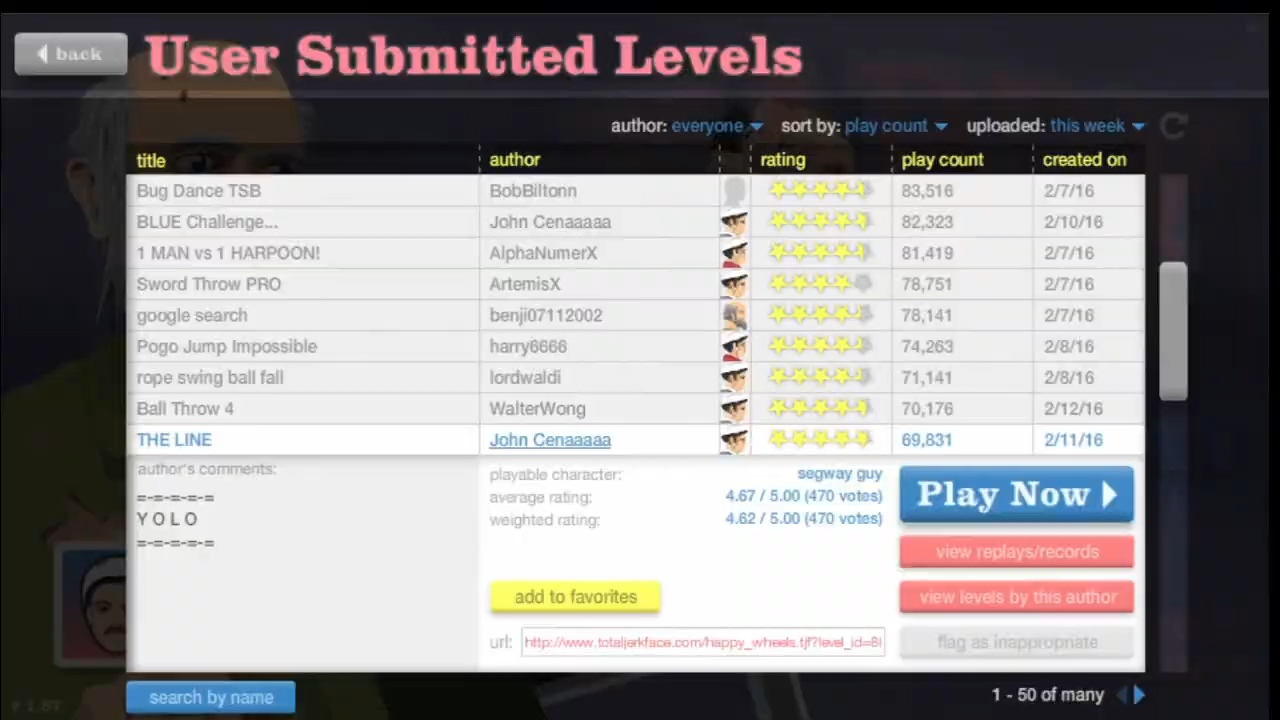 back
User Submitted Levels
author: everyone sort by: play count uploaded: this week
title author rating play count created on
Bug Dance TSB BobBiltonn 83,516 2/7/16
BLUE Challenge... John Cenaaaaa 82,323 2/10/16
1 MAN vs 1 HARPOON! AlphaNumerX 81,419 2/7/16
Sword Throw PRO ArtemisX 78,751 2/7/16
google search benji07112002 78,141 2/7/16
Pogo Jump Impossible harry6666 74,263 2/8/16
rope swing ball fall lordwaldi 71,141 2/8/16
Ball Throw 4 WalterWong 70,176 2/12/16
THE LINE John Cenaaaaa 69,831 2/11/16
author's comments:
=-=-=-=-=
Y O L O
=-=-=-=-=
playable character: segway guy
average rating: 4.67 / 5.00 (470 votes)
weighted rating: 4.62 / 5.00 (470 votes)
add to favorites
url: http://www.totaljerkface.com/happy_wheels.tjf?level_id=8
Play Now
view replays/records
view levels by this author
flag as inappropriate
search by name
1 - 50 of many